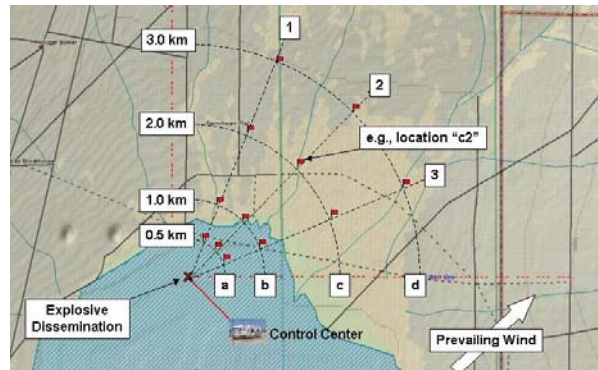 1
3.0 km
2
2.0 km
e.g., location "c2"
3
1.0 km
0.5 km
a
b
c
d
Explosive
Dissemination
Control Center
Prevailing Wind